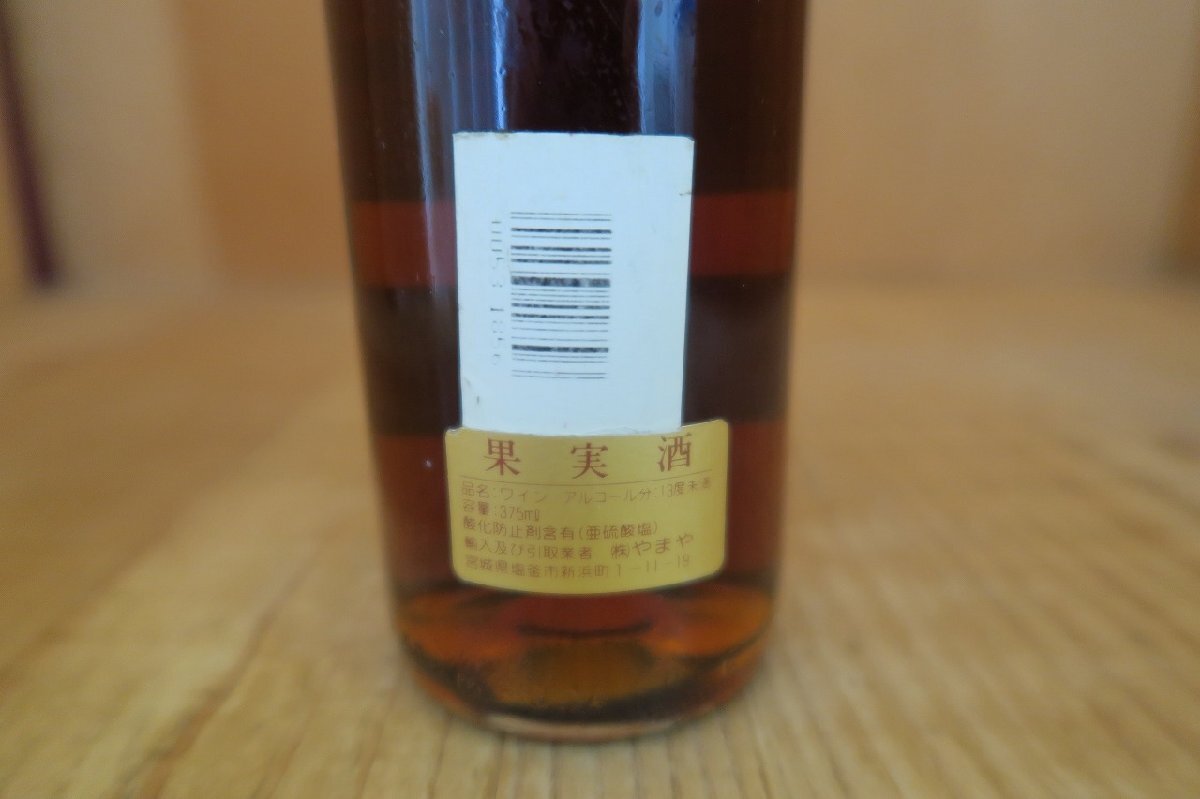 果実酒
品名:ワイン アルコール分:13度未満
容量:375ml
酸化防止剤含有(亜硫酸塩)
輸入及び引取業者 ㈱やまや
宮城県塩釜市新浜町1-11-19